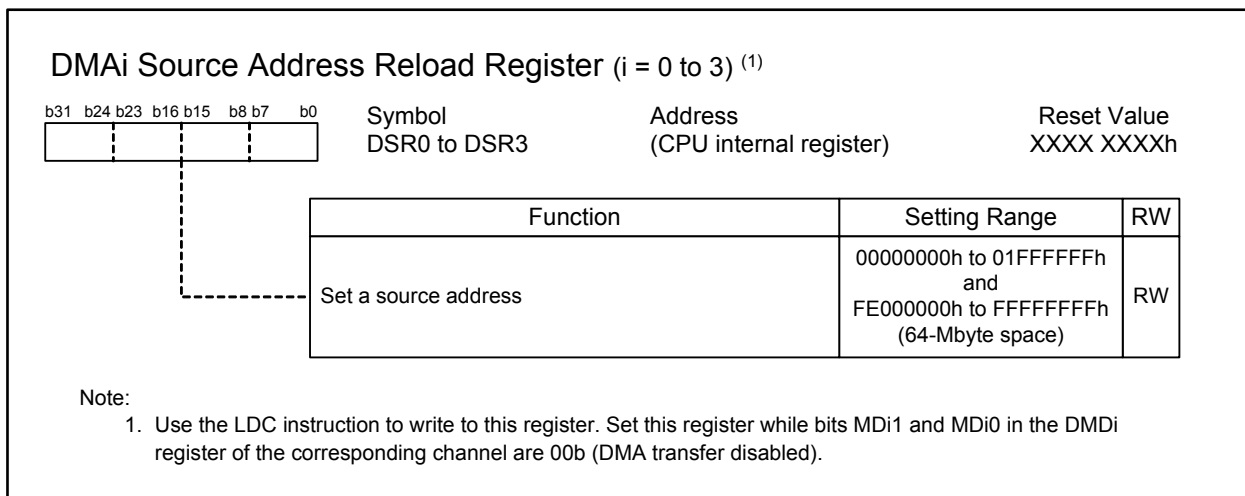 DMAi Source Address Reload Register (i = 0 to 3) (1)
b31 b24 b23 b16 b15 b8 b7 b0
Symbol Address Reset Value
DSR0 to DSR3 (CPU internal register) XXXX XXXXh
Function Setting Range RW
Set a source address
00000000h to 01FFFFFFh
and
FE000000h to FFFFFFFFh
(64-Mbyte space)
RW
Note:
1. Use the LDC instruction to write to this register. Set this register while bits MDi1 and MDi0 in the DMDi
register of the corresponding channel are 00b (DMA transfer disabled).